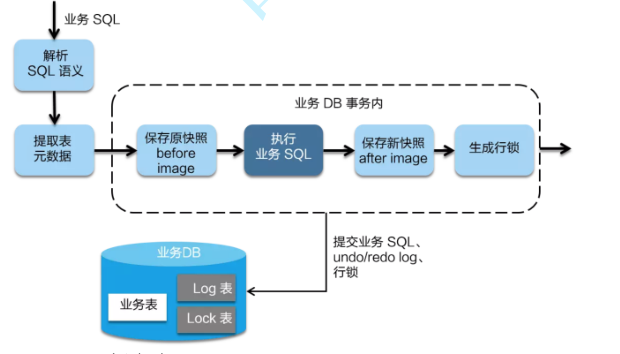 业务 SQL
解析
SQL 语义
业务 DB 事务内
提取表
元数据
保存原快照
before
image
执行
业务 SQL
保存新快照
after image
生成行锁
提交业务 SQL、
undo/redo log、
行锁
业务DB
业务表
Log 表
Lock 表